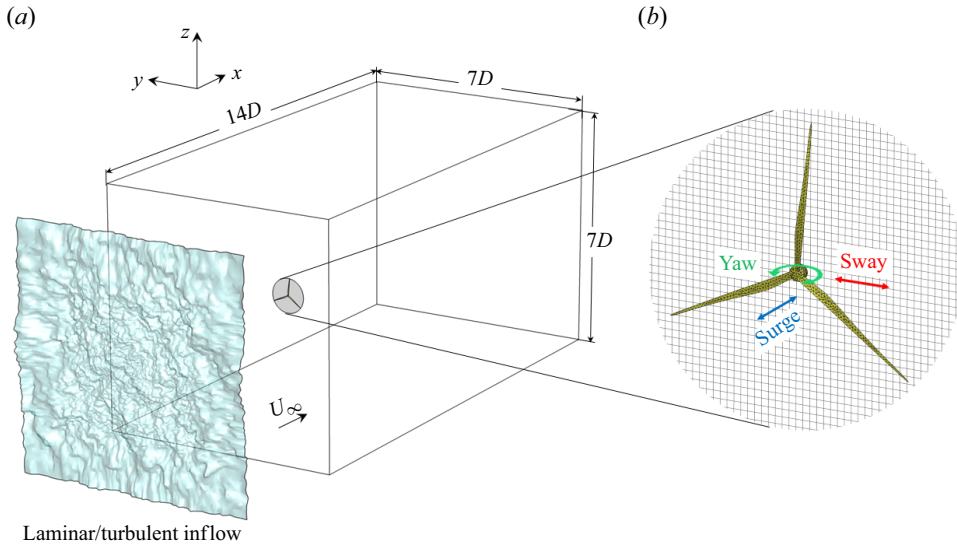 (a)
(b)
z
y
x
14D
7D
7D
U∞
Laminar/turbulent inflow
Yaw
Sway
Surge